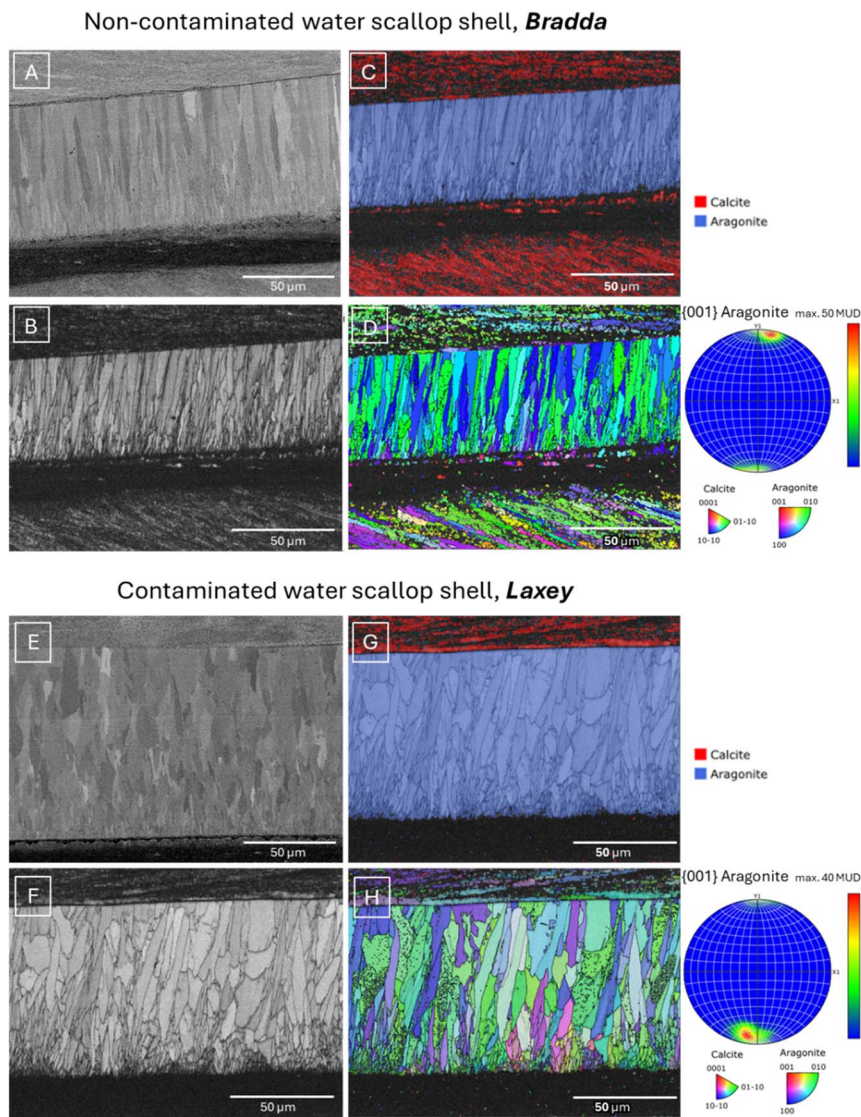 Non-contaminated water scallop shell, Bradda
A
C
Calcite
Aragonite
50 µm
50 µm
B
D
{001} Aragonite max. 50 MUD
Y1
X1
Calcite
Aragonite
0001
001
010
01-10
10-10
100
50 µm
50 µm
Contaminated water scallop shell, Laxey
E
G
Calcite
Aragonite
50 µm
50 µm
F
H
{001} Aragonite max. 40 MUD
Y1
X1
Calcite
Aragonite
0001
001
010
01-10
10-10
100
50 µm
50 µm